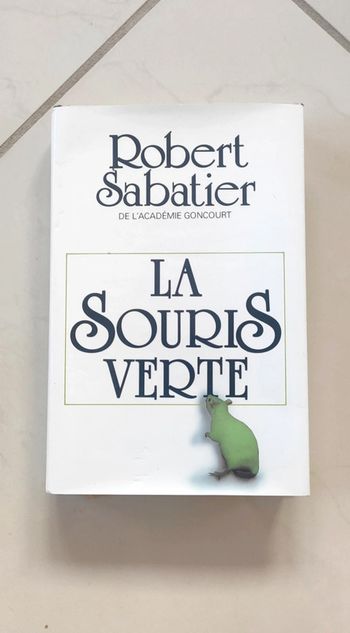 Robert
Sabatier
DE L'ACADÉMIE GONCOURT
LA
SOURIS
VERTE